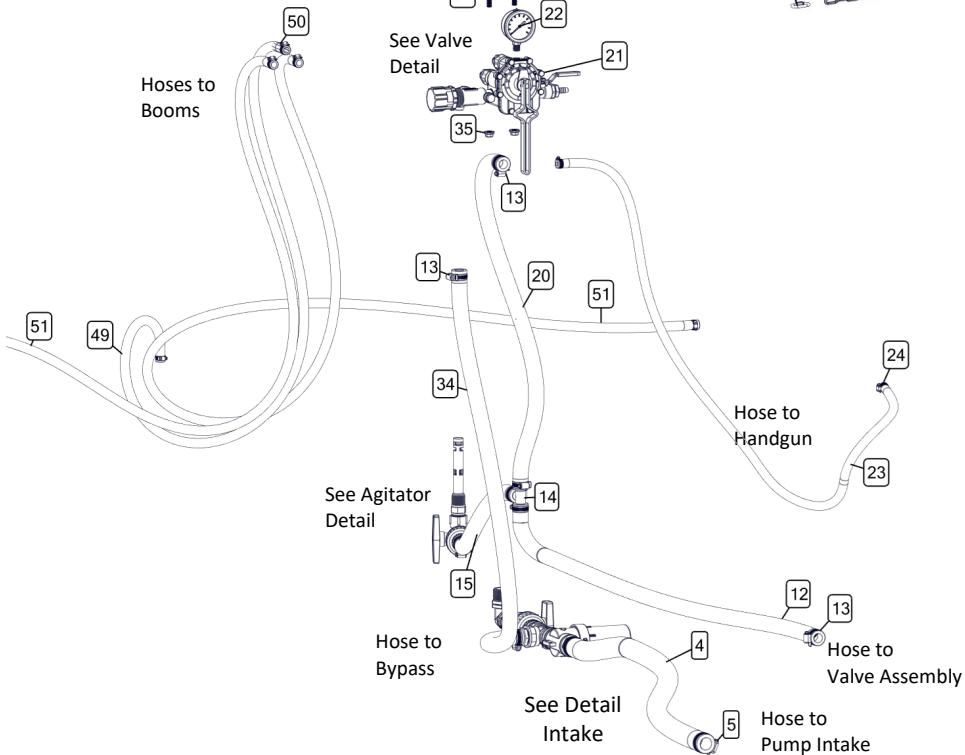 50
22
See Valve
Detail
21
Hoses to
Booms
35
13
13
20
51
51
49
24
34
Hose to
Handgun
23
See Agitator
Detail
14
15
12
13
Hose to
Bypass
4
Hose to
Valve Assembly
See Detail
Intake
5
Hose to
Pump Intake